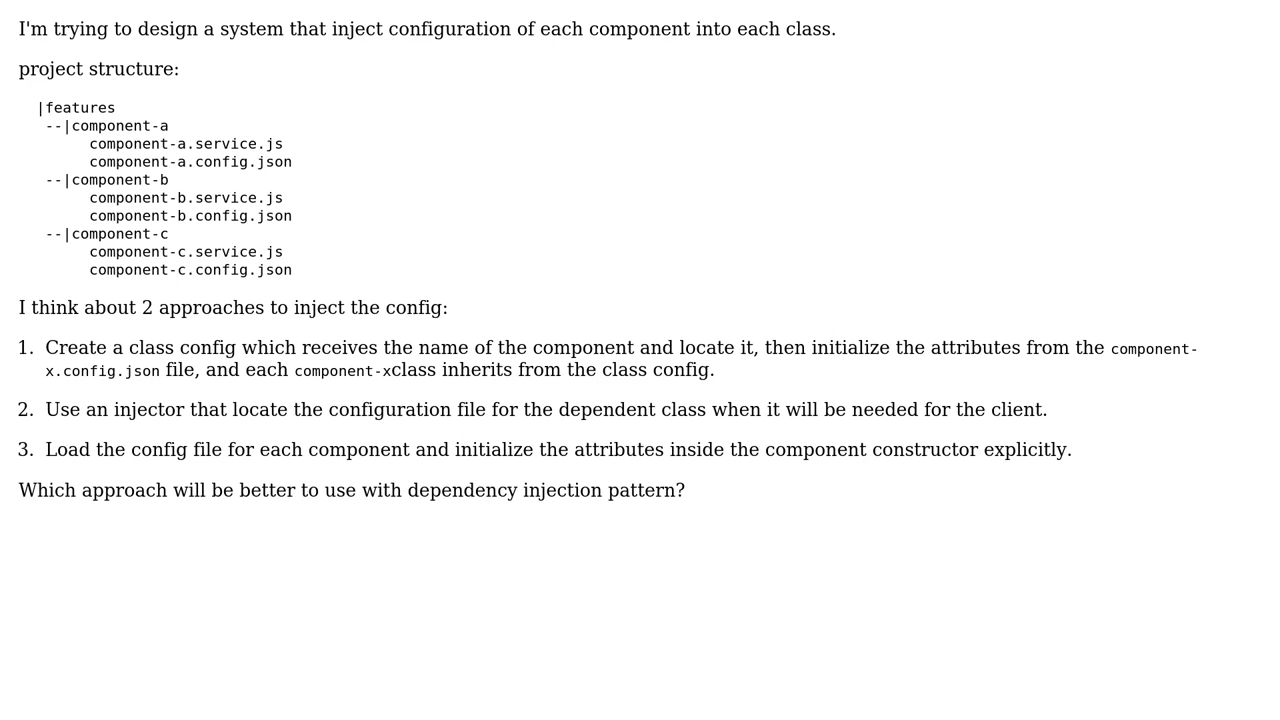 I'm trying to design a system that inject configuration of each component into each class.
project structure:
|features
--|component-a
component-a.service.js
component-a.config.json
--|component-b
component-b.service.js
component-b.config.json
--|component-c
component-c.service.js
component-c.config.json
I think about 2 approaches to inject the config:
1. Create a class config which receives the name of the component and locate it, then initialize the attributes from the component-
x.config.json file, and each component-xclass inherits from the class config.
2. Use an injector that locate the configuration file for the dependent class when it will be needed for the client.
3. Load the config file for each component and initialize the attributes inside the component constructor explicitly.
Which approach will be better to use with dependency injection pattern?